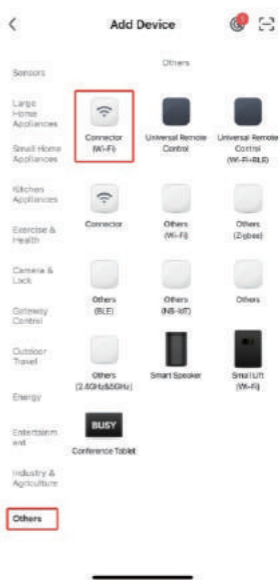 Add Device
Others
Sensors
Large
Home
Appliances
Small Home
Appliances
Kitchen
Appliances
Exercise &
Health
Camera &
Lock
Gateway
Control
Outdoor
Travel
Energy
Entertainm
ent
Industry &
Agriculture
Others
Connector
(Wi-Fi)
Universal Remote
Control
Universal Remote
Control
(Wi-Fi+BLE)
Connector
Others
(Wi-Fi)
Others
(Zigbee)
Others
(BLE)
Others
(NB-IoT)
Others
Others
(2.4GHz&5GHz)
Smart Speaker
Small Lift
(Wi-Fi)
BUSY
Conference Tablet